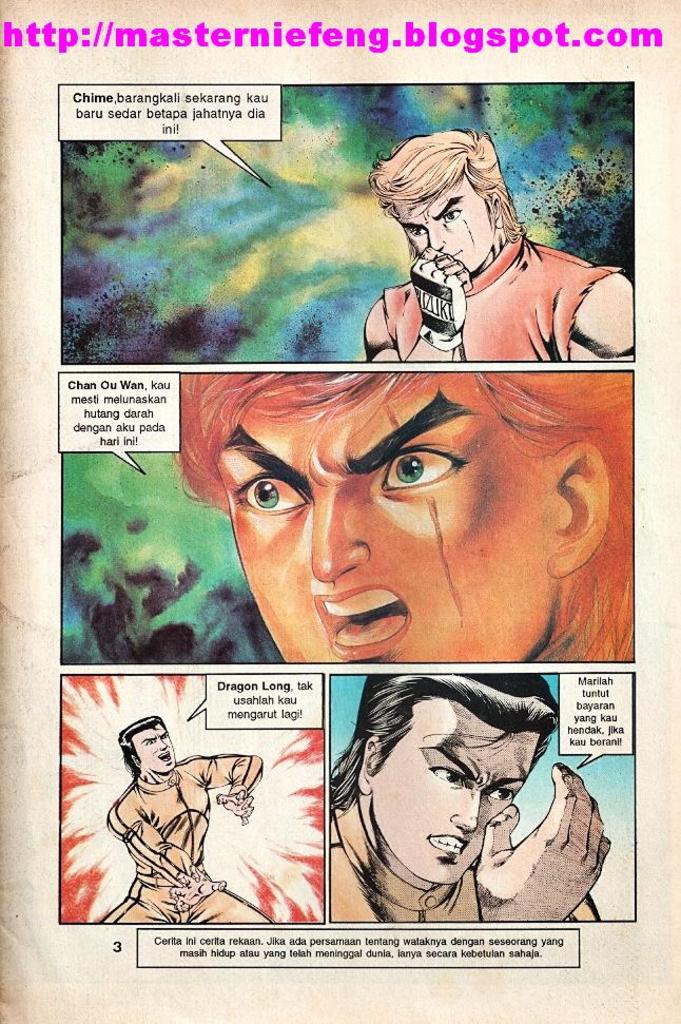 http://masterniefeng.blogspot.com
Chime,barangkali sekarang kau
baru sedar betapa jahatnya dia
ini!
Chan Ou Wan, kau
mesti melunaskan
hutang darah
dengan aku pada
hari ini!
Dragon Long, tak
usahlah kau
mengarut lagi!
Marilah
tuntut
bayaran
yang kau
hendak, jika
kau berani!
3
Cerita ini cerita rekaan. Jika ada persamaan tentang wataknya dengan seseorang yang
masih hidup atau yang telah meninggal dunia, ianya secara kebetulan sahaja.